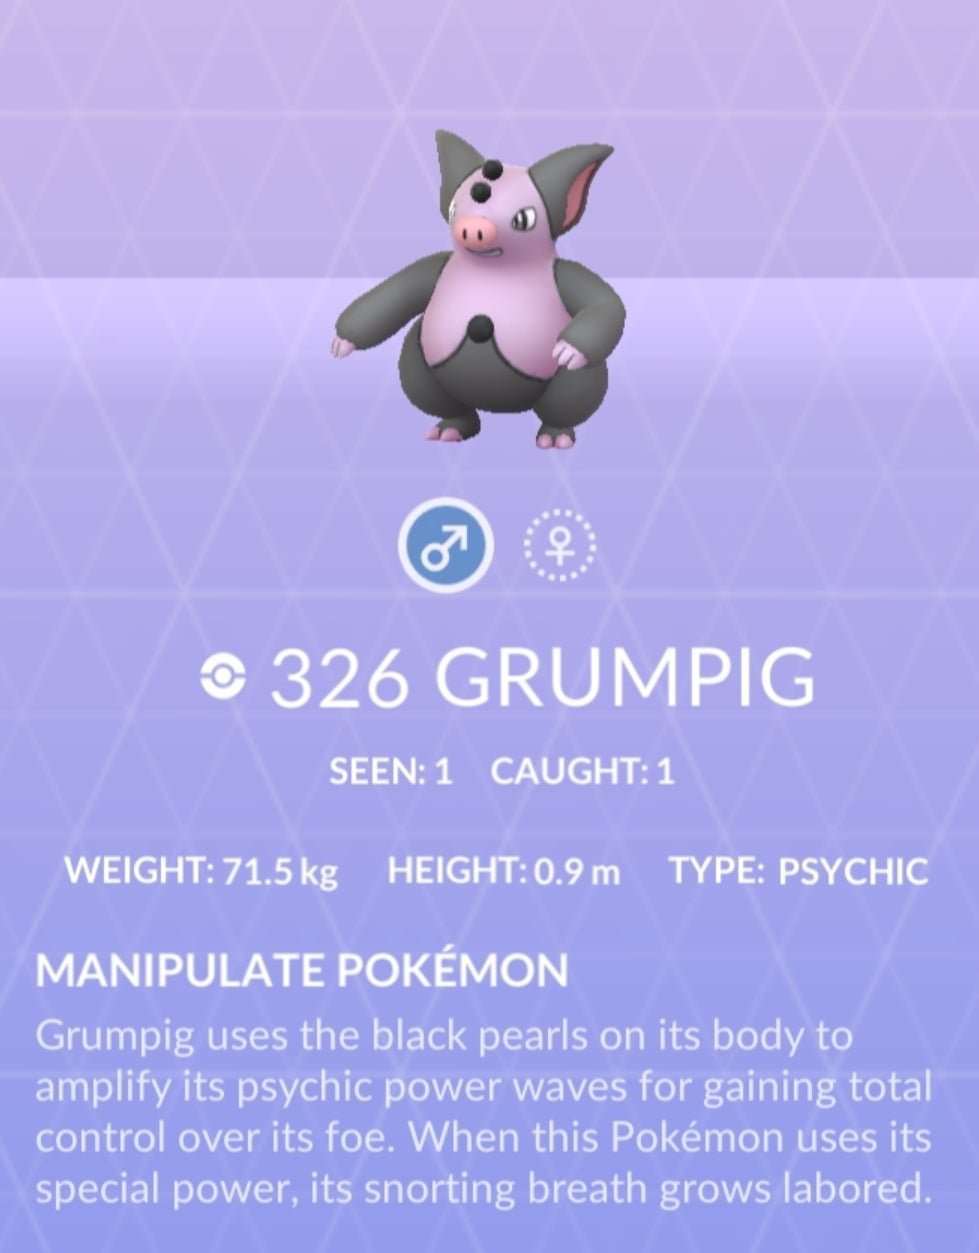 326 GRUMPIG
SEEN: 1 CAUGHT: 1
WEIGHT: 71.5 kg HEIGHT: 0.9 m TYPE: PSYCHIC
MANIPULATE POKÉMON
Grumpig uses the black pearls on its body to
amplify its psychic power waves for gaining total
control over its foe. When this Pokémon uses its
special power, its snorting breath grows labored.